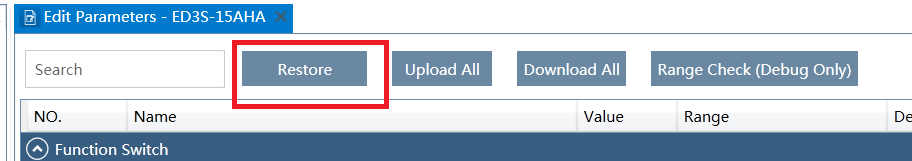 Edit Parameters - ED3S-15AHA
Search Restore Upload All Download All Range Check (Debug Only)
NO. Name Value Range De
Function Switch